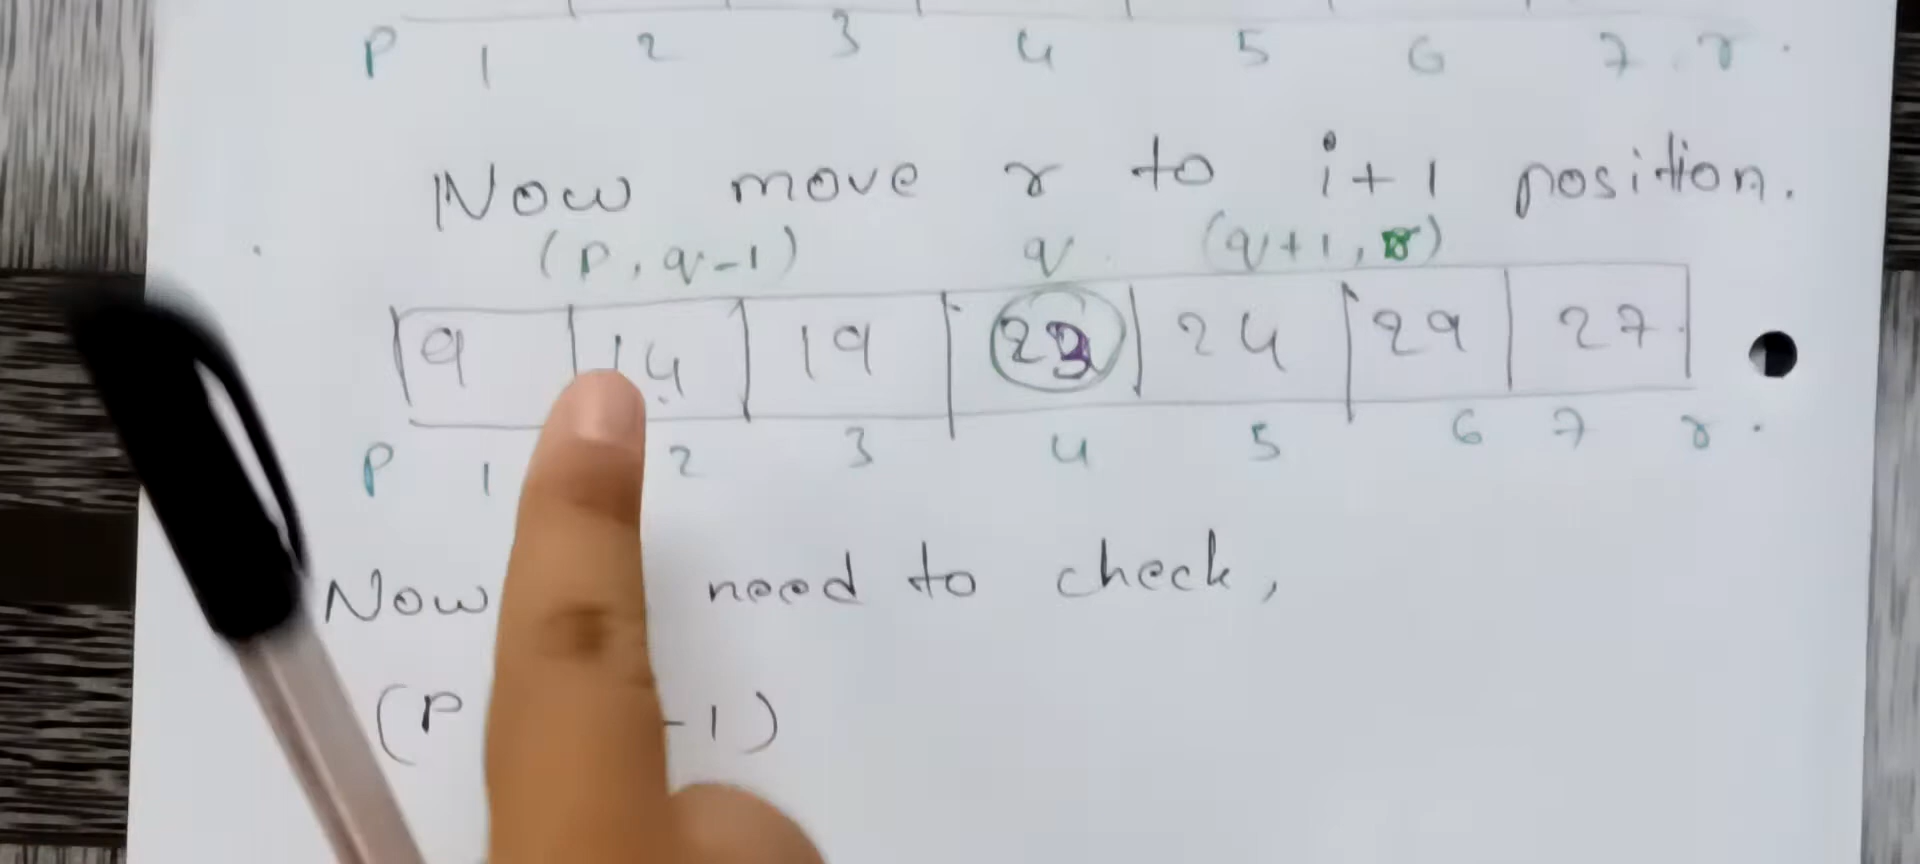 P 1 2 3 4 5 6 7 r.
Now move r to i+1 position.
(P, q-1) q (q+1, r)
9 14 19 23 24 29 27
P 1 2 3 4 5 6 7 r.
Now need to check,
(P -1)